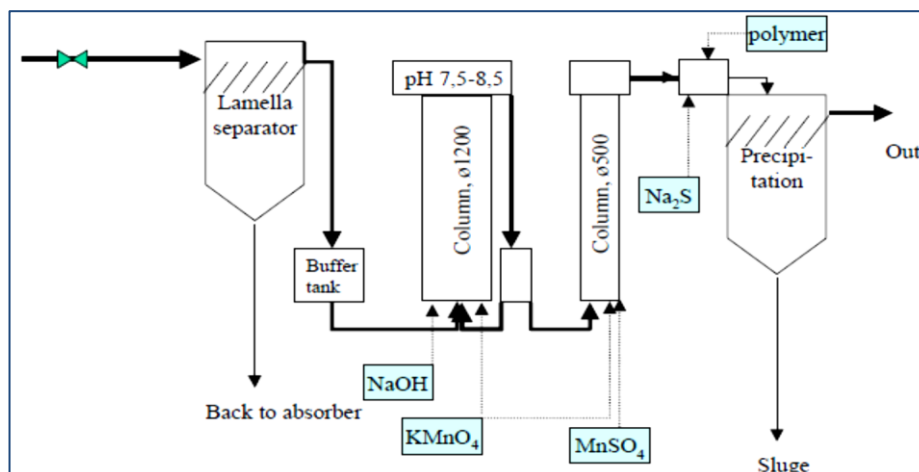 polymer
pH 7,5-8,5
Lamella
separator
Column, ø1200
Column, ø500
Precipi-
tation
Out
Na₂S
Buffer
tank
NaOH
Back to absorber
KMnO₄
MnSO₄
Sluge